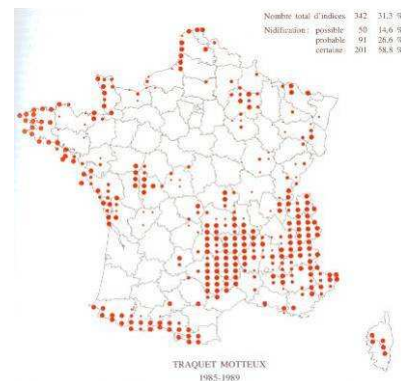 Nombre total d'indices 342 31.3 %
Nidification: possible 50 14,6 %
probable 91 26.6 %
certaine 201 58.8 %
TRAQUET MOTTEUX
1985-1989